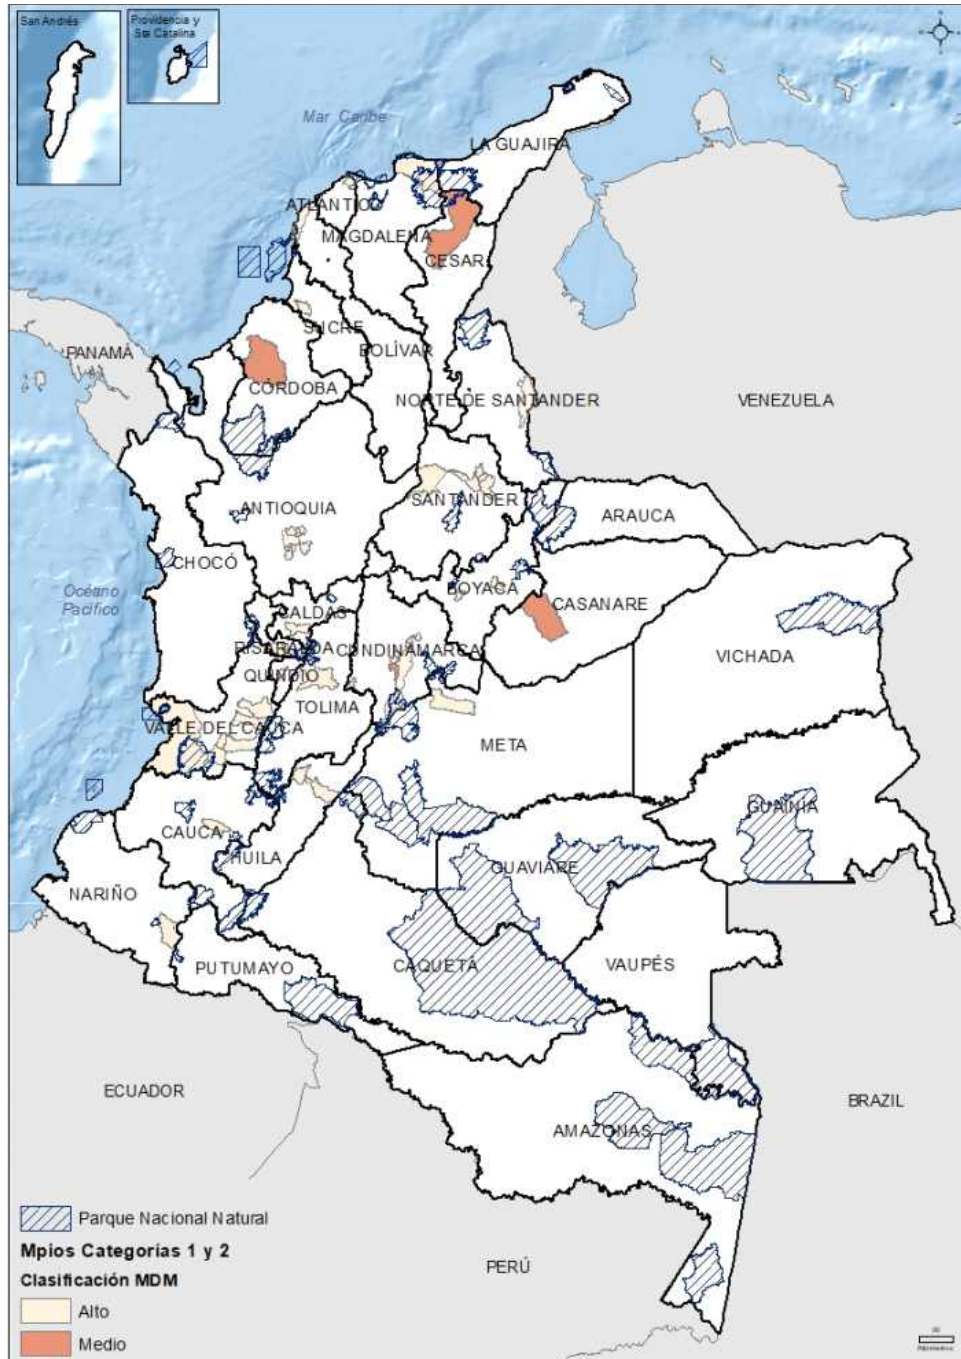 San Andrés
Providencia y
Sta Catalina
Mar Caribe
LA GUAJIRA
ATLÁNTICO
MAGDALENA
CESAR
SUCRE
BOLÍVAR
PANAMÁ
CÓRDOBA
NORTE DE SANTANDER
VENEZUELA
ANTIOQUIA
SANTANDER
ARAUCA
CHOCÓ
Océano
Pacífico
BOYACÁ
CASANARE
CALDAS
RISARALDA
CUNDINAMARCA
QUINDIO
VICHADA
TOLIMA
VALLE DEL CAUCA
META
GUAINÍA
CAUCA
HUILA
GUAVIARE
NARIÑO
PUTUMAYO
CAQUETÁ
VAUPÉS
ECUADOR
BRAZIL
AMAZONAS
PERÚ
Parque Nacional Natural
Mpios Categorías 1 y 2
Clasificación MDM
Alto
Medio